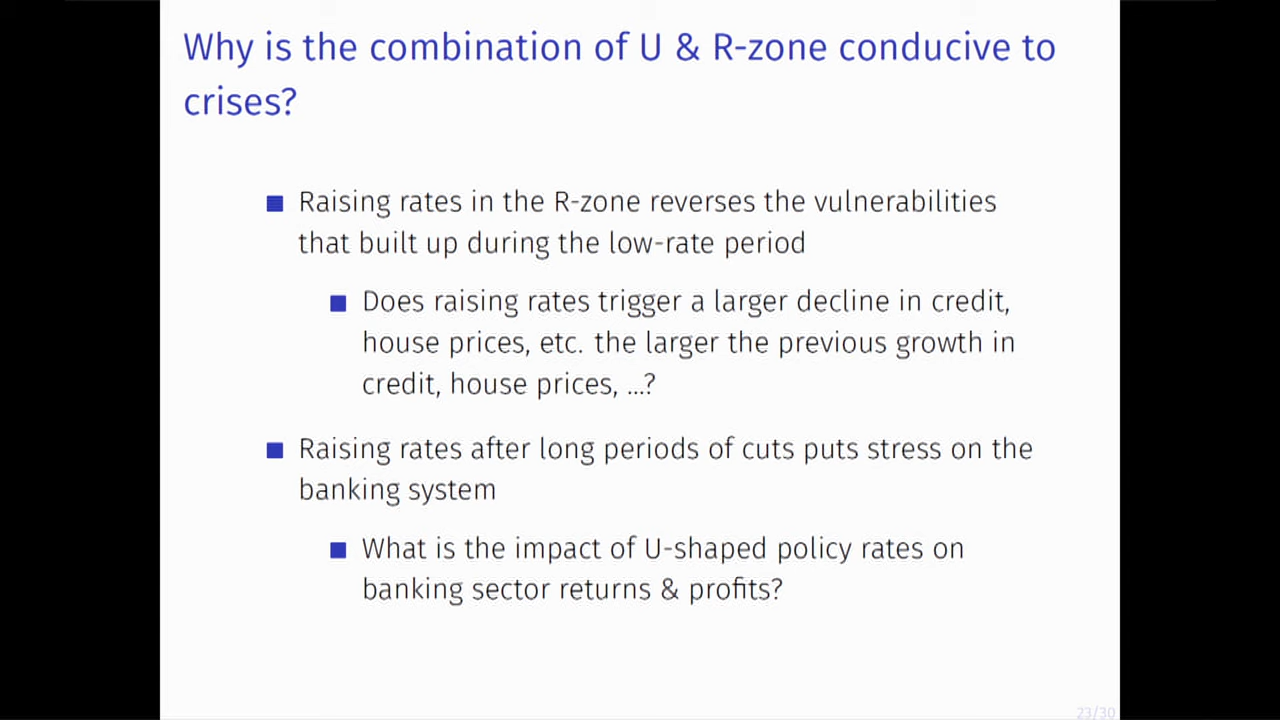 Why is the combination of U & R-zone conducive to
crises?
Raising rates in the R-zone reverses the vulnerabilities
that built up during the low-rate period
Does raising rates trigger a larger decline in credit,
house prices, etc. the larger the previous growth in
credit, house prices, ...?
Raising rates after long periods of cuts puts stress on the
banking system
What is the impact of U-shaped policy rates on
banking sector returns & profits?
23/30